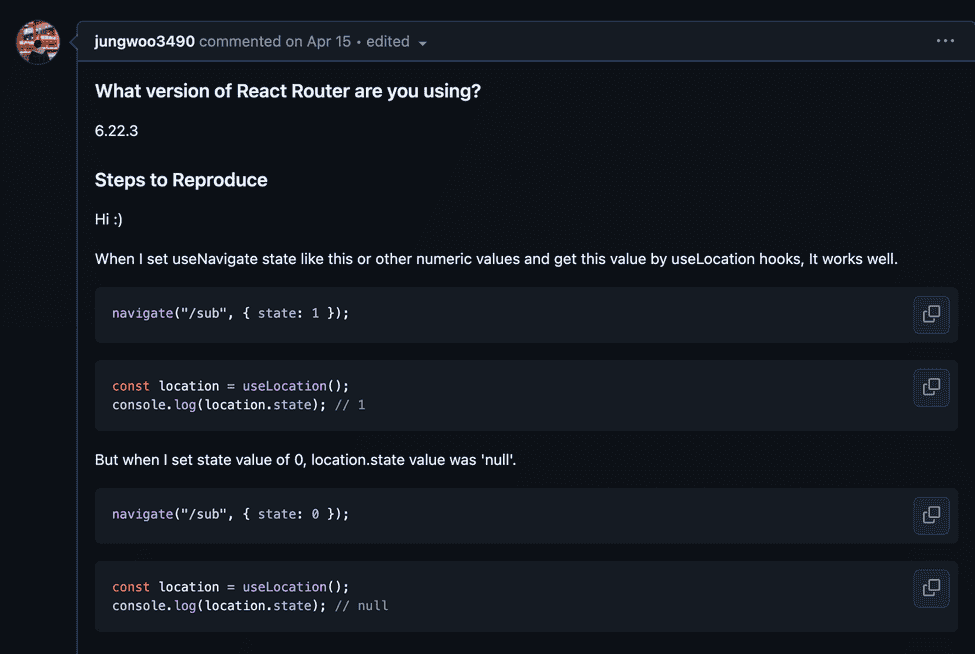 jungwoo3490 commented on Apr 15 • edited
What version of React Router are you using?
6.22.3
Steps to Reproduce
Hi :)
When I set useNavigate state like this or other numeric values and get this value by useLocation hooks, It works well.
navigate("/sub", { state: 1 });
const location = useLocation();
console.log(location.state); // 1
But when I set state value of 0, location.state value was 'null'.
navigate("/sub", { state: 0 });
const location = useLocation();
console.log(location.state); // null